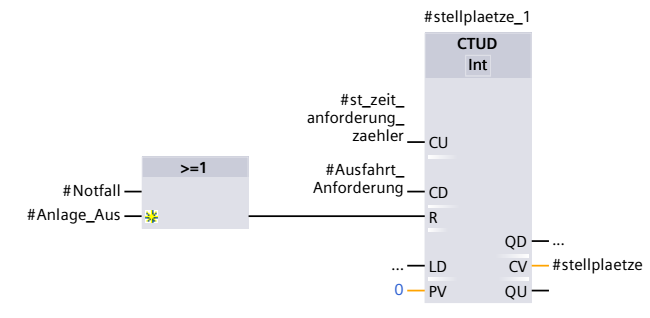 #stellplaetze_1
CTUD
Int
#st_zeit_
anforderung_
zaehler
CU
>=1
#Ausfahrt_
Anforderung
CD
#Notfall
#Anlage_Aus
R
QD
...
...
LD
CV
#stellplaetze
0
PV
QU